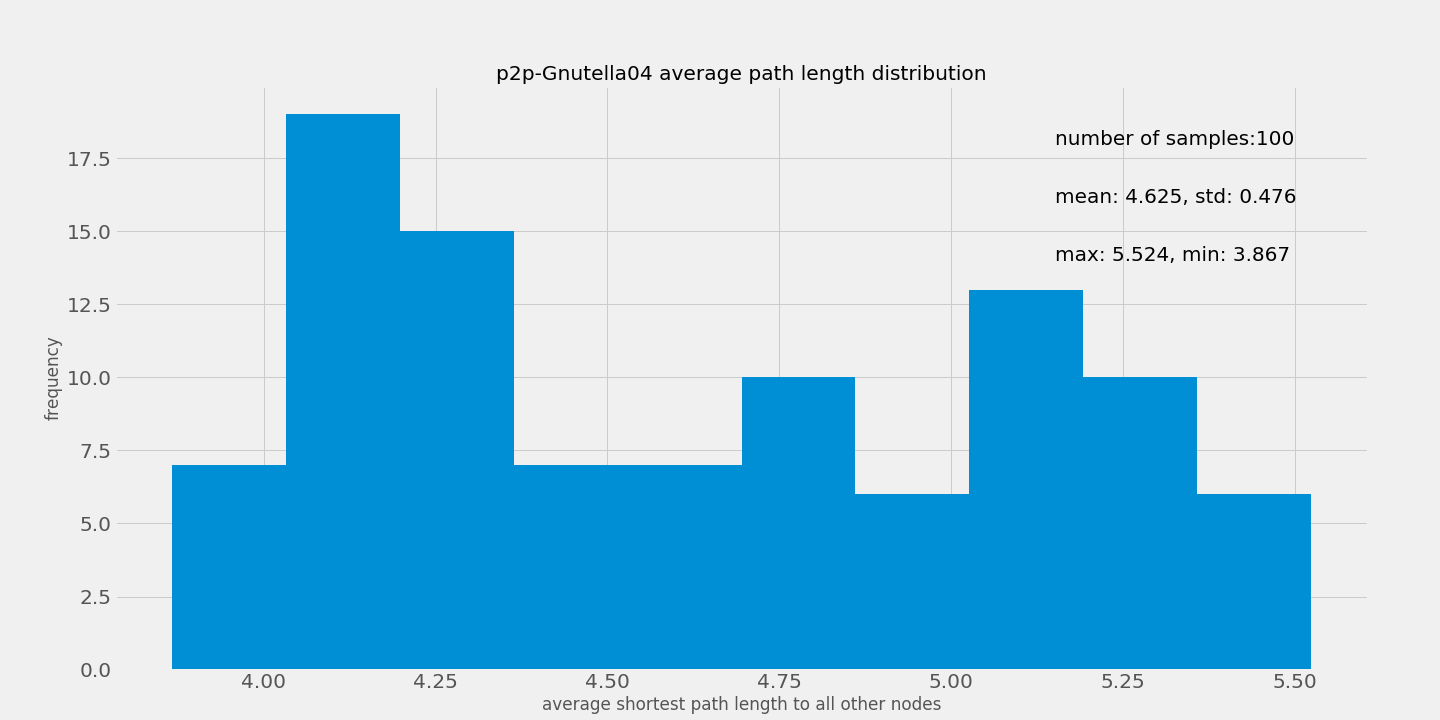 p2p-Gnutella04 average path length distribution
number of samples:100
mean: 4.625, std: 0.476
max: 5.524, min: 3.867
frequency
17.5
15.0
12.5
10.0
7.5
5.0
2.5
0.0
4.00 4.25 4.50 4.75 5.00 5.25 5.50
average shortest path length to all other nodes